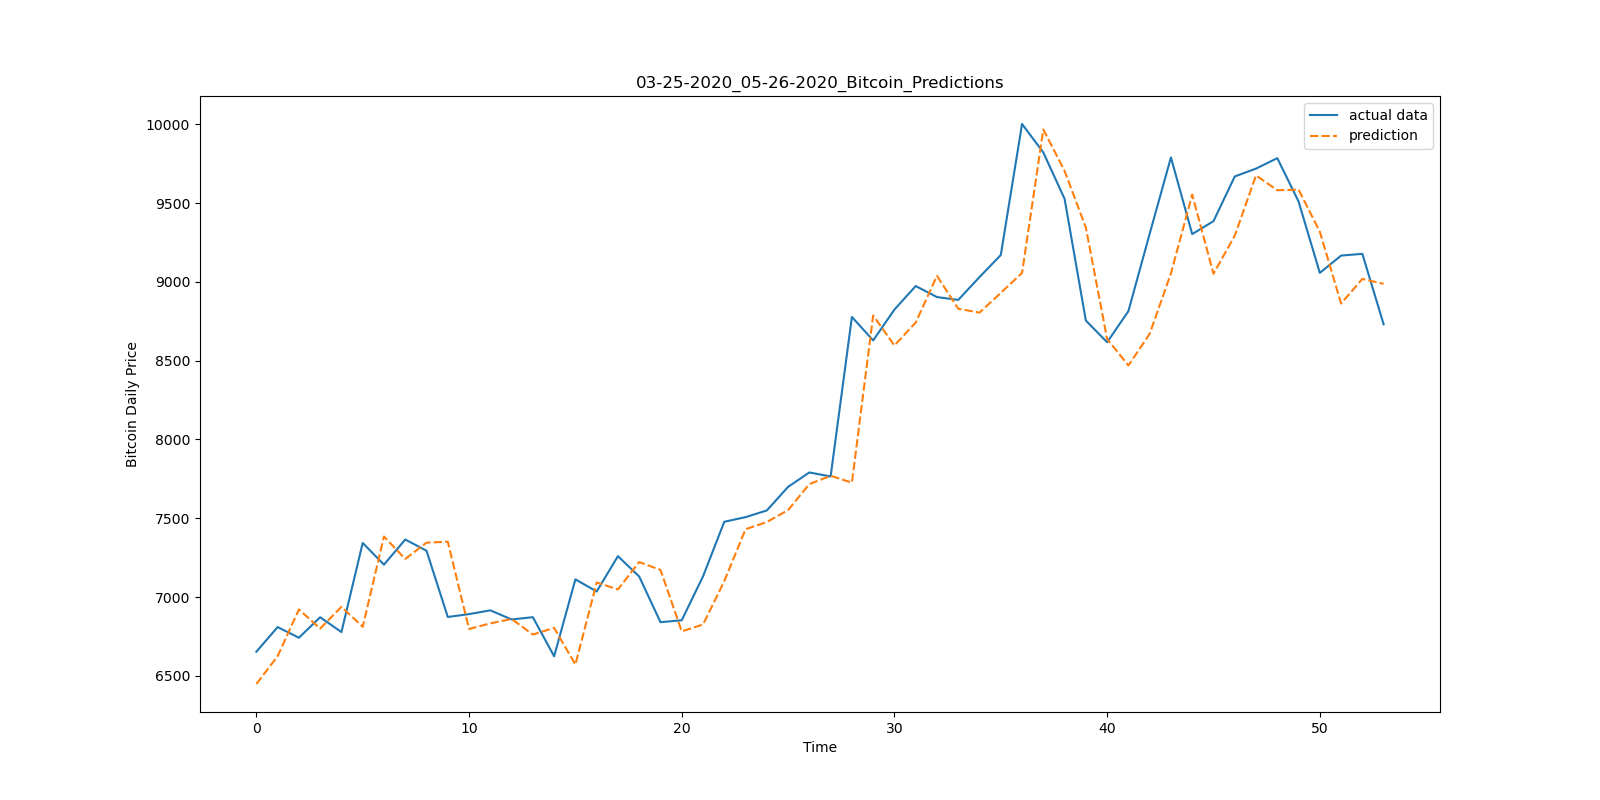 03-25-2020_05-26-2020_Bitcoin_Predictions
actual data
prediction
10000
9500
9000
8500
8000
7500
7000
6500
Bitcoin Daily Price
0 10 20 30 40 50
Time